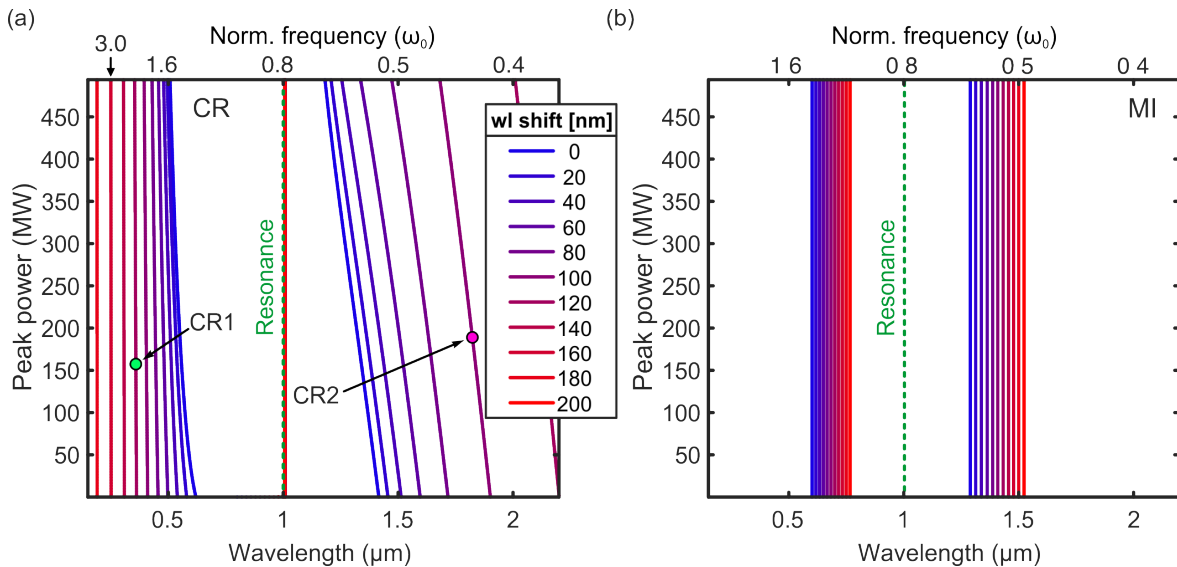 (a)
Norm. frequency (ω₀)
3.0 1.6 0.8 0.5 0.4
CR
450
400
350
300
250
200
150
100
50
Peak power (MW)
Resonance
CR1
CR2
wl shift [nm]
0
20
40
60
80
100
120
140
160
180
200
0.5 1 1.5 2
Wavelength (µm)
(b)
Norm. frequency (ω₀)
1 6 0 8 0 5 0 4
MI
450
400
350
300
250
200
150
100
50
Peak power (MW)
Resonance
0.5 1 1.5 2
Wavelength (µm)